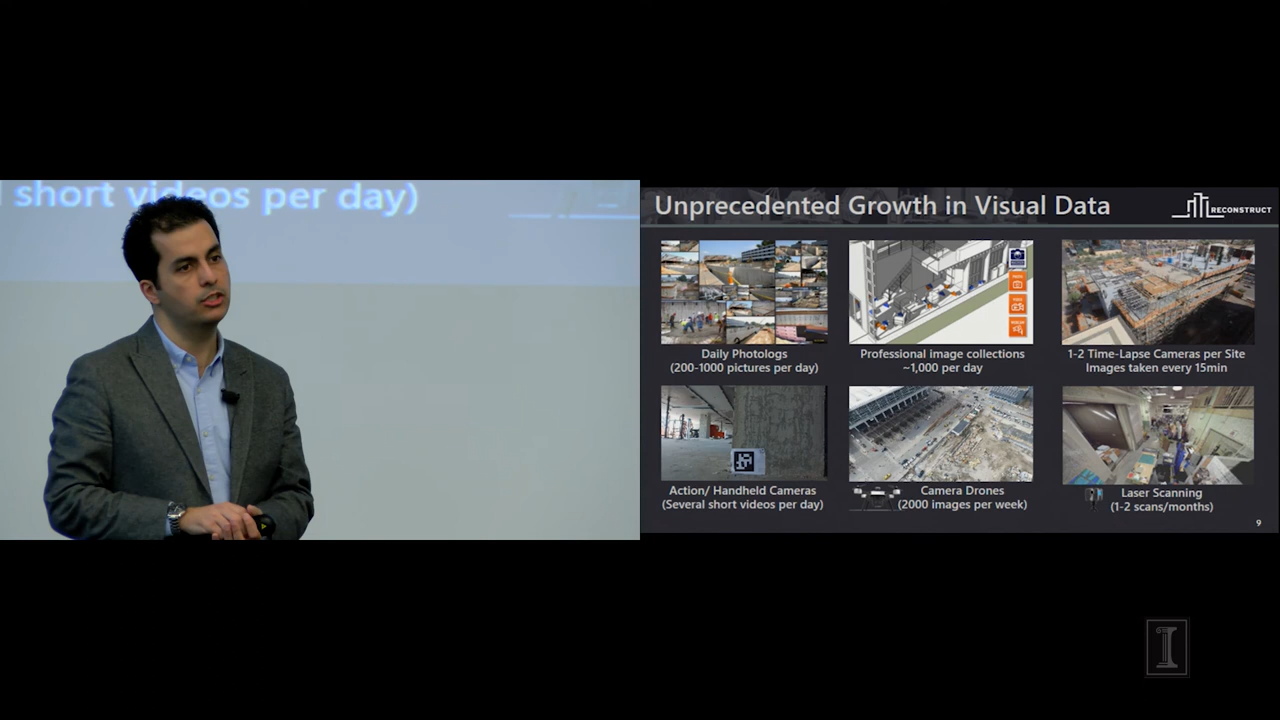 short videos per day)
Unprecedented Growth in Visual Data
RECONSTRUCT
Daily Photologs
(200-1000 pictures per day)
Professional image collections
~1,000 per day
1-2 Time-Lapse Cameras per Site
Images taken every 15min
Action/ Handheld Cameras
(Several short videos per day)
Camera Drones
(2000 images per week)
Laser Scanning
(1-2 scans/months)
9
I